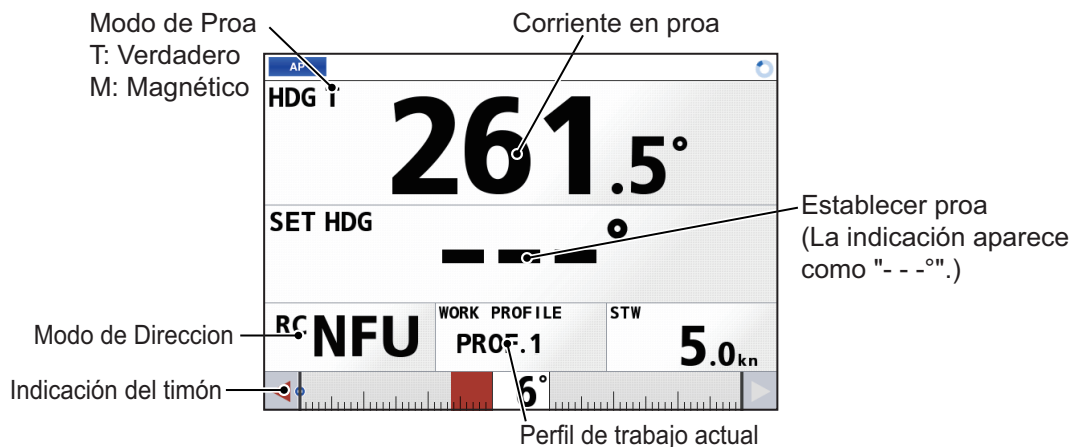 Modo de Proa
T: Verdadero
M: Magnético
Corriente en proa
AP
HDG T
261.5°
SET HDG
---°
Establecer proa
(La indicación aparece
como "- - -°".)
Modo de Direccion
RC NFU
WORK PROFILE
PROF.1
STW
5.0kn
Indicación del timón
6°
Perfil de trabajo actual